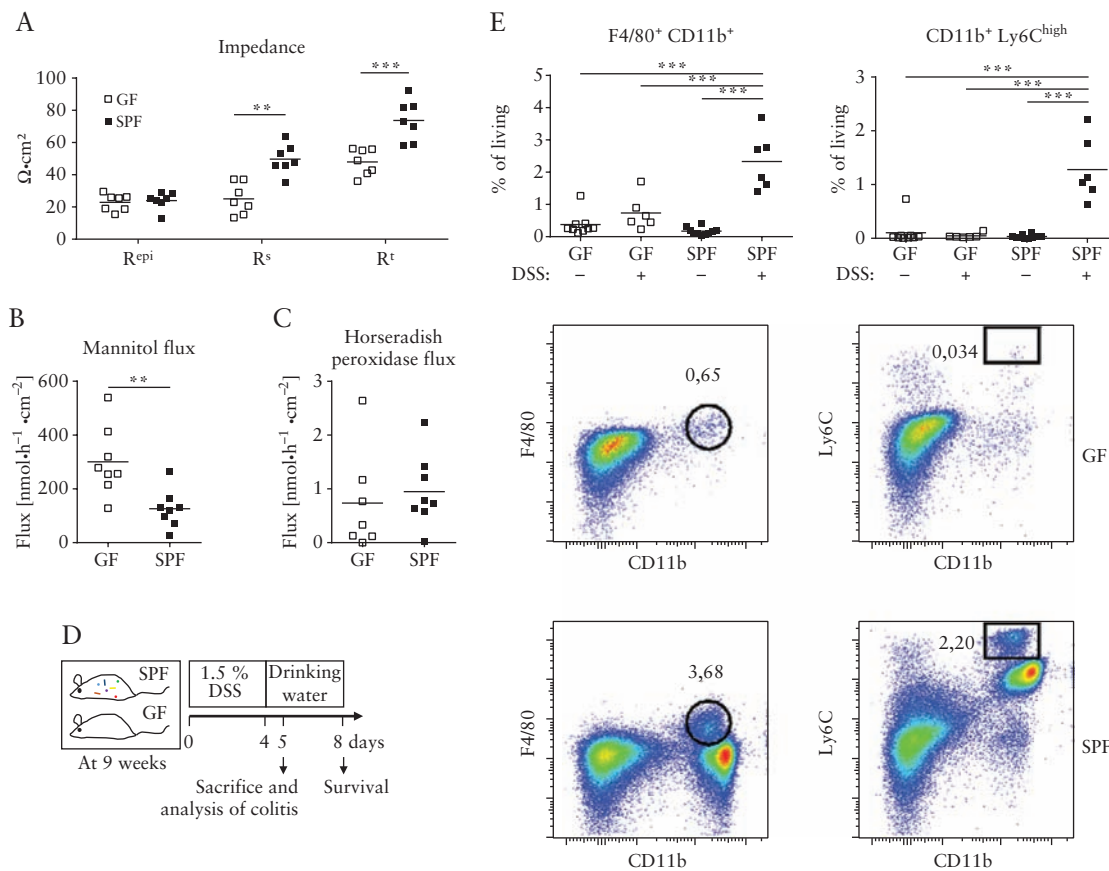 A
Impedance
Ω•cm²
100
80
60
40
20
0
GF
SPF
**
***
Repi
Rs
Rt
B
Mannitol flux
Flux [nmol•h⁻¹ •cm⁻²]
600
400
200
0
**
GF
SPF
C
Horseradish
peroxidase flux
Flux [nmol•h⁻¹ •cm⁻²]
3
2
1
0
GF
SPF
D
SPF
GF
At 9 weeks
1.5 %
DSS
Drinking
water
0 4 5 8 days
Sacrifice and
analysis of colitis
Survival
E
F4/80⁺ CD11b⁺
% of living
5
4
3
2
1
0
***
***
***
GF GF SPF SPF
DSS: – + – +
CD11b⁺ Ly6Chigh
% of living
3
2
1
0
***
***
***
GF GF SPF SPF
– + – +
F4/80
0,65
CD11b
Ly6C
0,034
CD11b
GF
F4/80
3,68
CD11b
Ly6C
2,20
CD11b
SPF